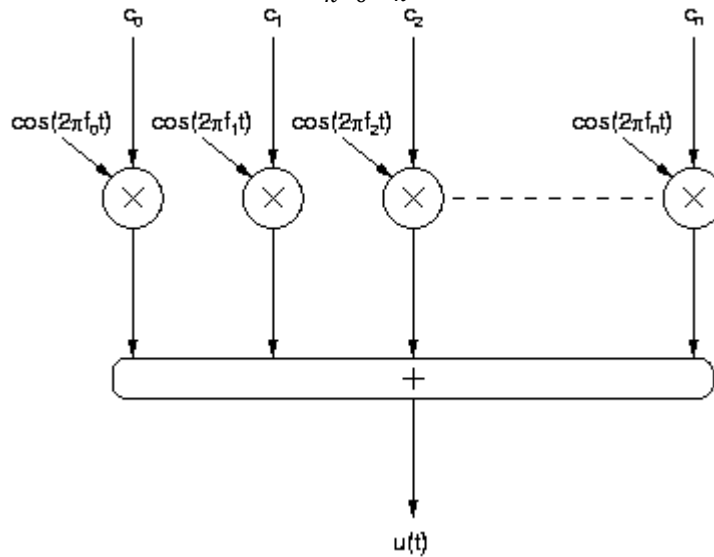 c₀ c₁ c₂ cₙ
cos(2πf₀t) cos(2πf₁t) cos(2πf₂t) cos(2πfₙt)
× × × ×
+
u(t)